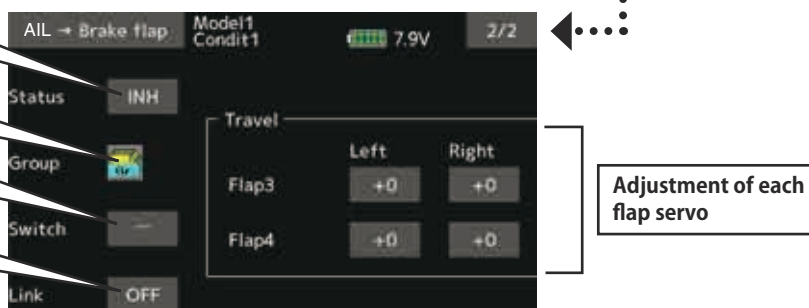 AIL → Brake flap
Model1
Condit1
7.9V
2/2
Status
INH
Travel
Left
Right
Group
Flap3
+0
+0
Switch
--
Flap4
+0
+0
Link
OFF
Adjustment of each
flap servo